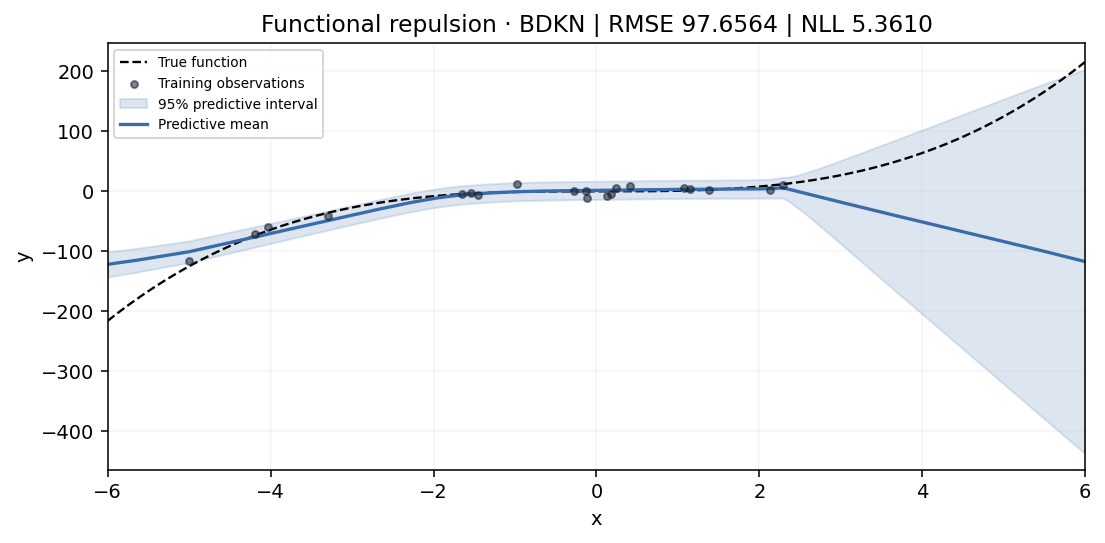 Functional repulsion · BDKN | RMSE 97.6564 | NLL 5.3610
True function
Training observations
95% predictive interval
Predictive mean
200
100
0
−100
−200
−300
−400
y
−6
−4
−2
0
2
4
6
x